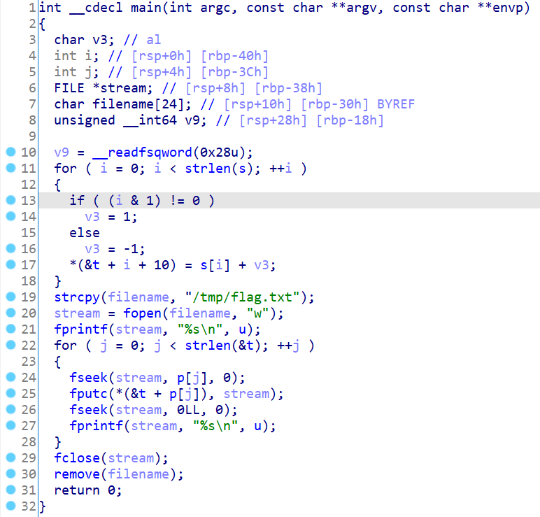 1 int __cdecl main(int argc, const char **argv, const char **envp)
2 {
3 char v3; // al
4 int i; // [rsp+0h] [rbp-40h]
5 int j; // [rsp+4h] [rbp-3Ch]
6 FILE *stream; // [rsp+8h] [rbp-38h]
7 char filename[24]; // [rsp+10h] [rbp-30h] BYREF
8 unsigned __int64 v9; // [rsp+28h] [rbp-18h]
9
10 v9 = __readfsqword(0x28u);
11 for ( i = 0; i < strlen(s); ++i )
12 {
13 if ( (i & 1) != 0 )
14 v3 = 1;
15 else
16 v3 = -1;
17 *(&t + i + 10) = s[i] + v3;
18 }
19 strcpy(filename, "/tmp/flag.txt");
20 stream = fopen(filename, "w");
21 fprintf(stream, "%s\n", u);
22 for ( j = 0; j < strlen(&t); ++j )
23 {
24 fseek(stream, p[j], 0);
25 fputc(*(&t + p[j]), stream);
26 fseek(stream, 0LL, 0);
27 fprintf(stream, "%s\n", u);
28 }
29 fclose(stream);
30 remove(filename);
31 return 0;
32 }